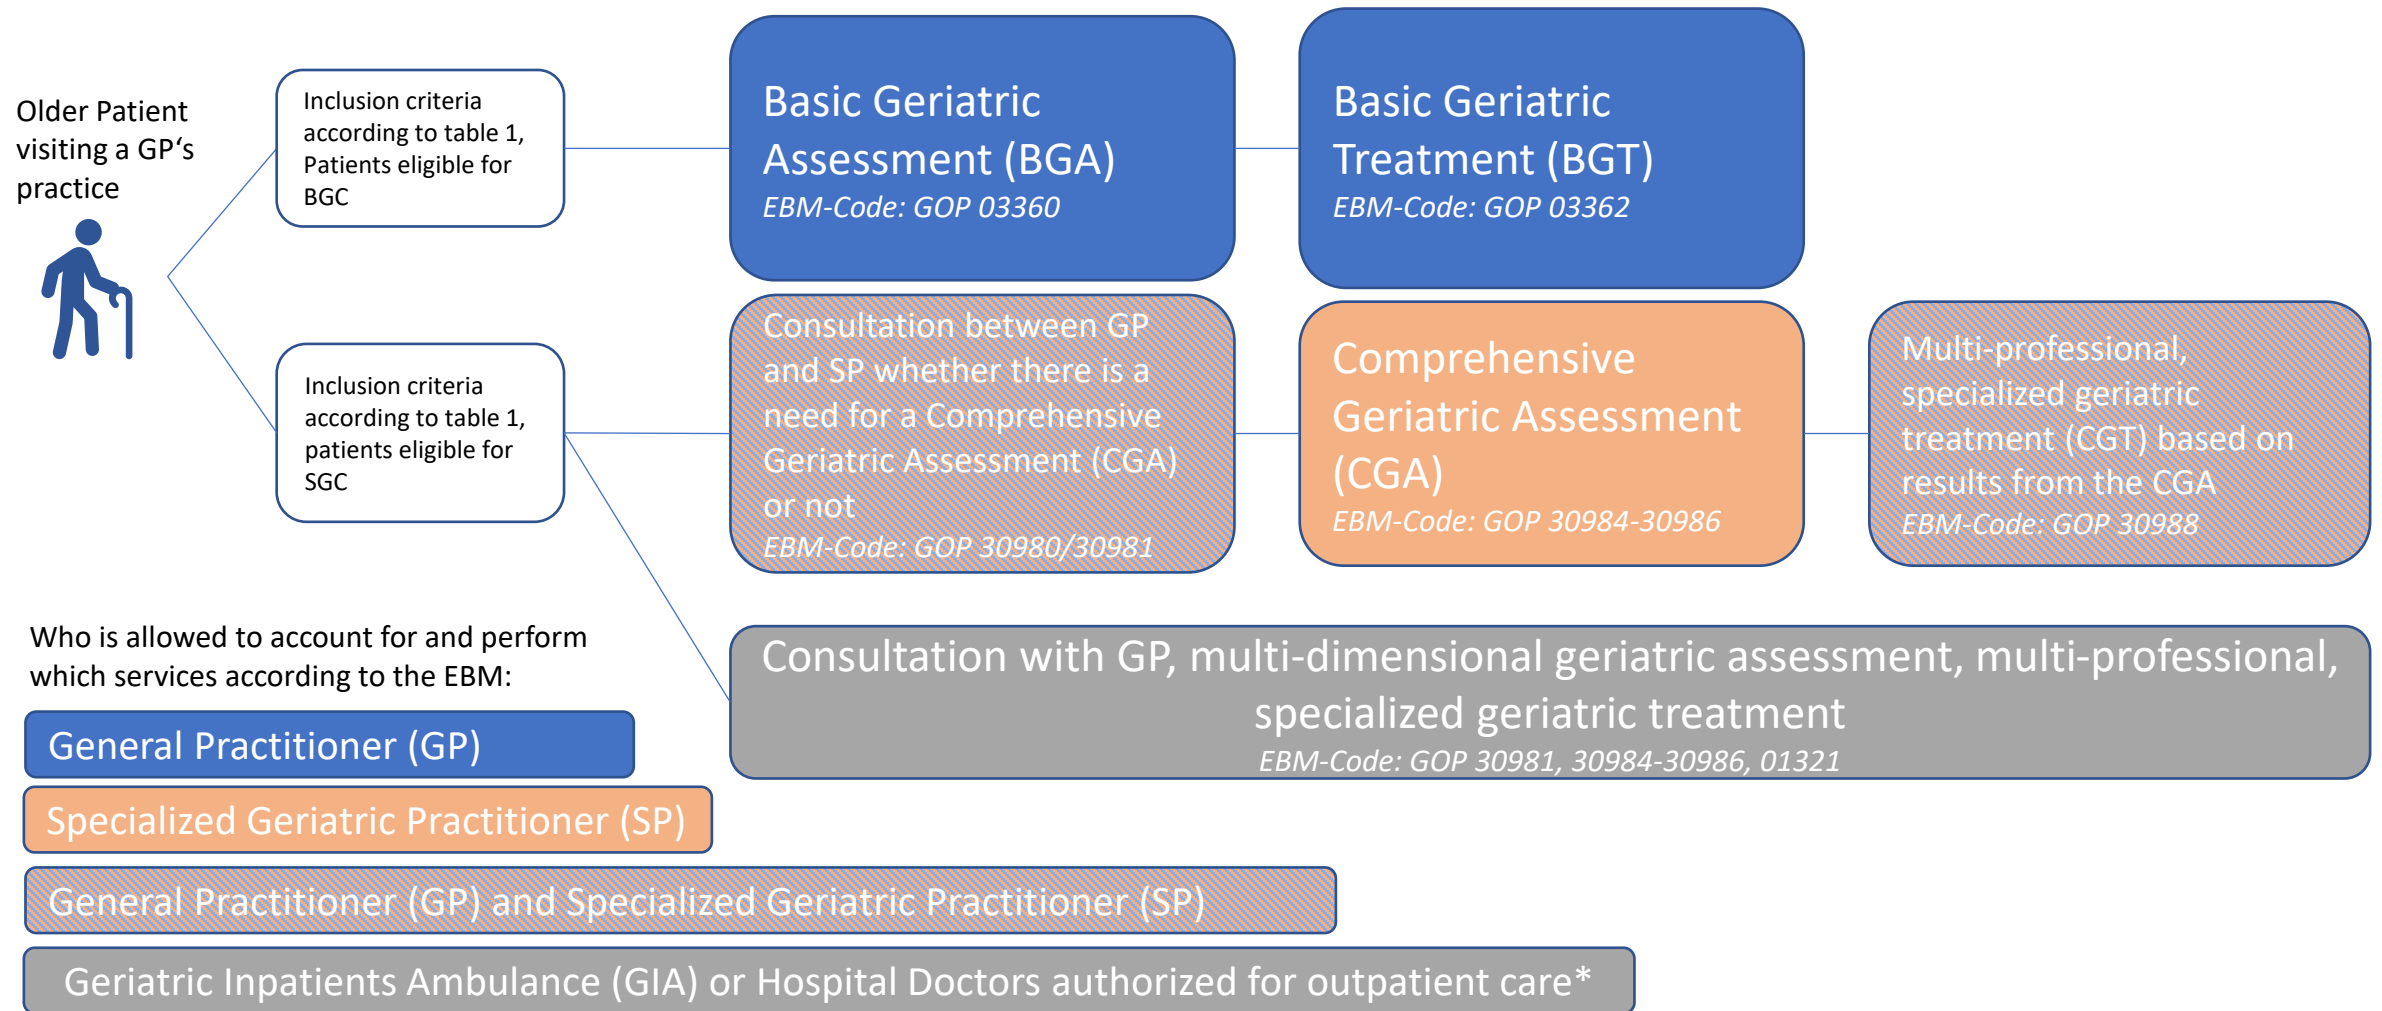 Older Patient
visiting a GP‘s
practice
Inclusion criteria
according to table 1,
Patients eligible for
BGC
Basic Geriatric
Assessment (BGA)
EBM-Code: GOP 03360
Basic Geriatric
Treatment (BGT)
EBM-Code: GOP 03362
Inclusion criteria
according to table 1,
patients eligible for
SGC
Consultation between GP
and SP whether there is a
need for a Comprehensive
Geriatric Assessment (CGA)
or not
EBM-Code: GOP 30980/30981
Comprehensive
Geriatric Assessment
(CGA)
EBM-Code: GOP 30984-30986
Multi-professional,
specialized geriatric
treatment (CGT) based on
results from the CGA
EBM-Code: GOP 30988
Consultation with GP, multi-dimensional geriatric assessment, multi-professional,
specialized geriatric treatment
EBM-Code: GOP 30981, 30984-30986, 01321
Who is allowed to account for and perform
which services according to the EBM:
General Practitioner (GP)
Specialized Geriatric Practitioner (SP)
General Practitioner (GP) and Specialized Geriatric Practitioner (SP)
Geriatric Inpatients Ambulance (GIA) or Hospital Doctors authorized for outpatient care*